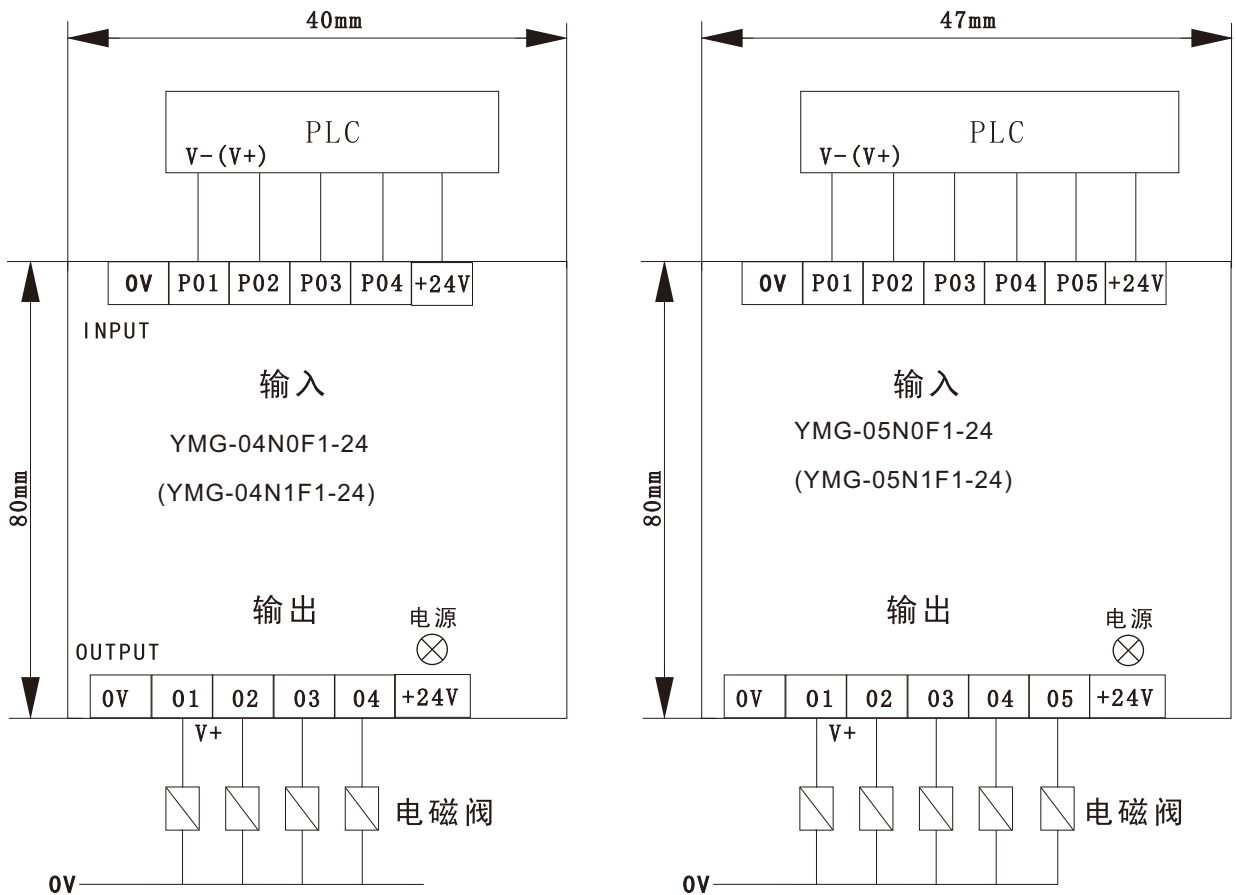 40mm
PLC
V-(V+)
0V P01 P02 P03 P04 +24V
INPUT
输入
YMG-04N0F1-24
(YMG-04N1F1-24)
80mm
输出
电源
OUTPUT
0V 01 02 03 04 +24V
V+
电磁阀
0V
47mm
PLC
V-(V+)
0V P01 P02 P03 P04 P05 +24V
输入
YMG-05N0F1-24
(YMG-05N1F1-24)
80mm
输出
电源
0V 01 02 03 04 05 +24V
V+
电磁阀
0V